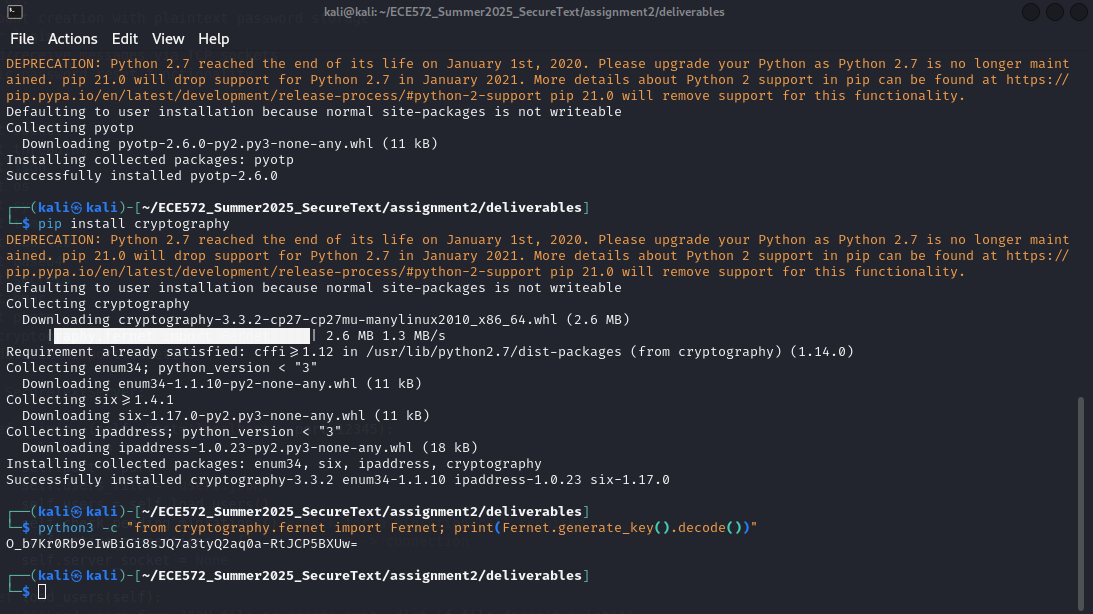 kali@kali: ~/ECE572_Summer2025_SecureText/assignment2/deliverables
File Actions Edit View Help
DEPRECATION: Python 2.7 reached the end of its life on January 1st, 2020. Please upgrade your Python as Python 2.7 is no longer maint
ained. pip 21.0 will drop support for Python 2.7 in January 2021. More details about Python 2 support in pip can be found at https://
pip.pypa.io/en/latest/development/release-process/#python-2-support pip 21.0 will remove support for this functionality.
Defaulting to user installation because normal site-packages is not writeable
Collecting pyotp
  Downloading pyotp-2.6.0-py2.py3-none-any.whl (11 kB)
Installing collected packages: pyotp
Successfully installed pyotp-2.6.0
┌──(kali㉿kali)-[~/ECE572_Summer2025_SecureText/assignment2/deliverables]
└─$ pip install cryptography
DEPRECATION: Python 2.7 reached the end of its life on January 1st, 2020. Please upgrade your Python as Python 2.7 is no longer maint
ained. pip 21.0 will drop support for Python 2.7 in January 2021. More details about Python 2 support in pip can be found at https://
pip.pypa.io/en/latest/development/release-process/#python-2-support pip 21.0 will remove support for this functionality.
Defaulting to user installation because normal site-packages is not writeable
Collecting cryptography
  Downloading cryptography-3.3.2-cp27-cp27mu-manylinux2010_x86_64.whl (2.6 MB)
     |████████████████████████████████| 2.6 MB 1.3 MB/s
Requirement already satisfied: cffi≥1.12 in /usr/lib/python2.7/dist-packages (from cryptography) (1.14.0)
Collecting enum34; python_version < "3"
  Downloading enum34-1.1.10-py2-none-any.whl (11 kB)
Collecting six≥1.4.1
  Downloading six-1.17.0-py2.py3-none-any.whl (11 kB)
Collecting ipaddress; python_version < "3"
  Downloading ipaddress-1.0.23-py2.py3-none-any.whl (18 kB)
Installing collected packages: enum34, six, ipaddress, cryptography
Successfully installed cryptography-3.3.2 enum34-1.1.10 ipaddress-1.0.23 six-1.17.0
┌──(kali㉿kali)-[~/ECE572_Summer2025_SecureText/assignment2/deliverables]
└─$ python3 -c "from cryptography.fernet import Fernet; print(Fernet.generate_key().decode())"
O_b7Kr0Rb9eIwBiGi8sJQ7a3tyQ2aq0a-RtJCP5BXUw=
┌──(kali㉿kali)-[~/ECE572_Summer2025_SecureText/assignment2/deliverables]
└─$